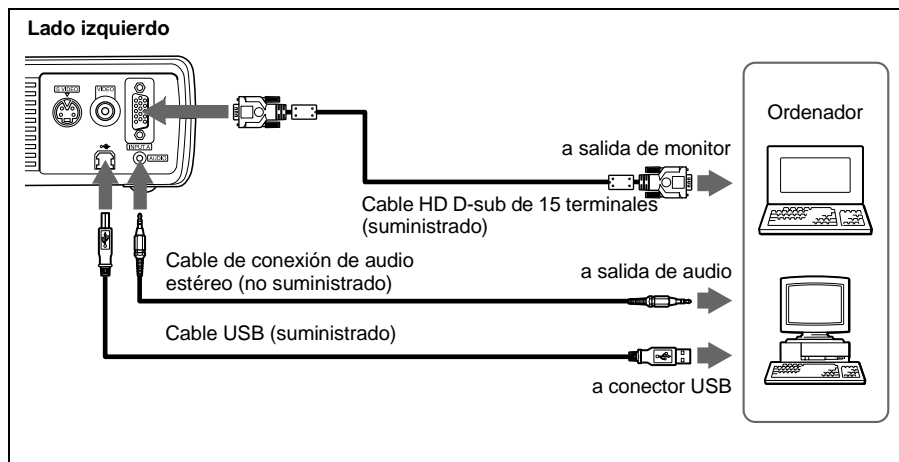 Lado izquierdo
S VIDEO
VIDEO
INPUT A
AUDIO
Ordenador
a salida de monitor
Cable HD D-sub de 15 terminales
(suministrado)
Cable de conexión de audio
estéreo (no suministrado)
a salida de audio
Cable USB (suministrado)
a conector USB